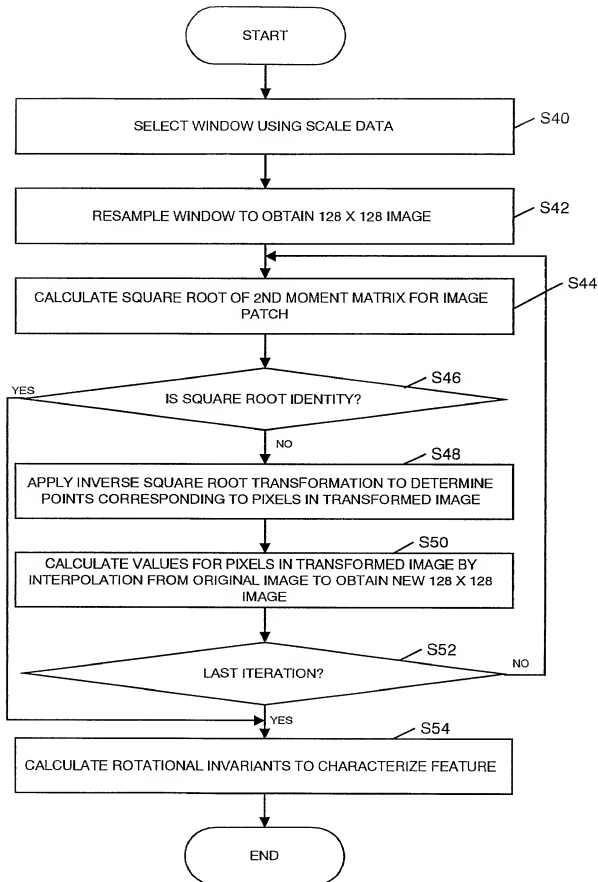 START
SELECT WINDOW USING SCALE DATA
S40
RESAMPLE WINDOW TO OBTAIN 128 X 128 IMAGE
S42
CALCULATE SQUARE ROOT OF 2ND MOMENT MATRIX FOR IMAGE
PATCH
S44
YES
IS SQUARE ROOT IDENTITY?
S46
NO
S48
APPLY INVERSE SQUARE ROOT TRANSFORMATION TO DETERMINE
POINTS CORRESPONDING TO PIXELS IN TRANSFORMED IMAGE
S50
CALCULATE VALUES FOR PIXELS IN TRANSFORMED IMAGE BY
INTERPOLATION FROM ORIGINAL IMAGE TO OBTAIN NEW 128 X 128
IMAGE
S52
LAST ITERATION?
NO
YES
S54
CALCULATE ROTATIONAL INVARIANTS TO CHARACTERIZE FEATURE
END